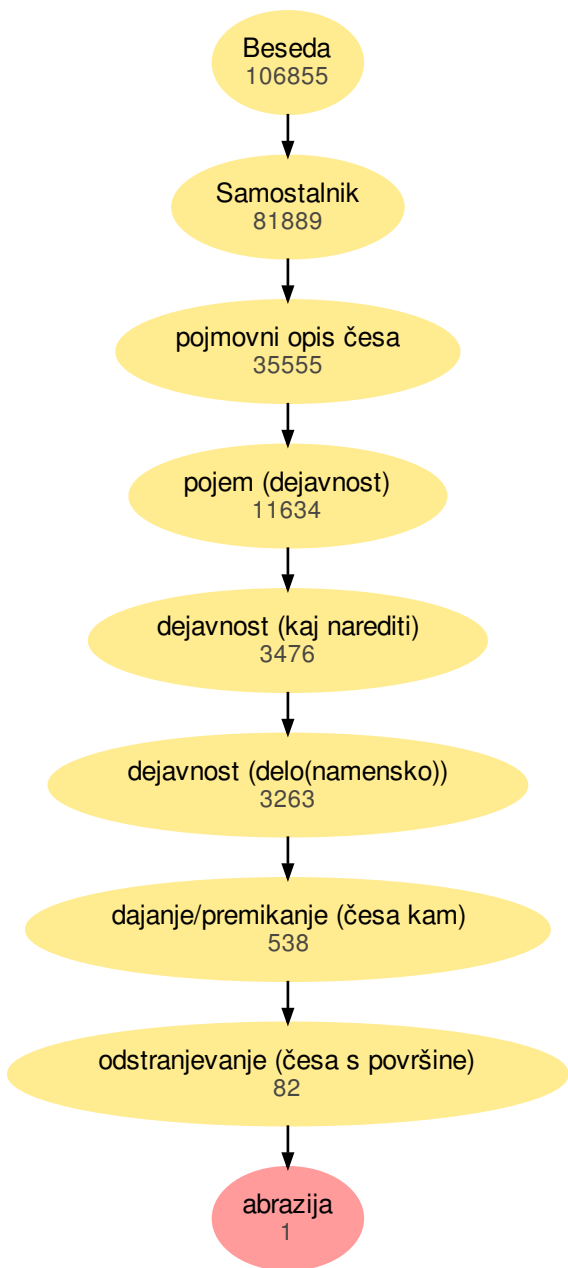 Beseda
106855
Samostalnik
81889
pojmovni opis česa
35555
pojem (dejavnost)
11634
dejavnost (kaj narediti)
3476
dejavnost (delo(namensko))
3263
dajanje/premikanje (česa kam)
538
odstranjevanje (česa s površine)
82
abrazija
1